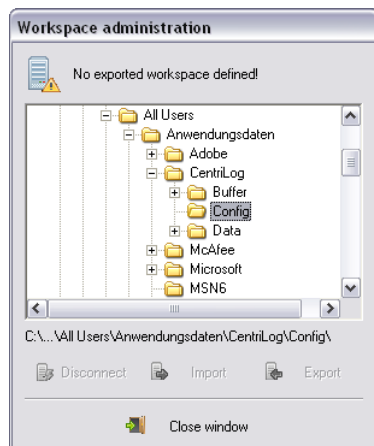 Workspace administration
No exported workspace defined!
All Users
Anwendungsdaten
Adobe
CentriLog
Buffer
Config
Data
McAfee
Microsoft
MSN6
C:\...\All Users\Anwendungsdaten\CentriLog\Config\
Disconnect Import Export
Close window